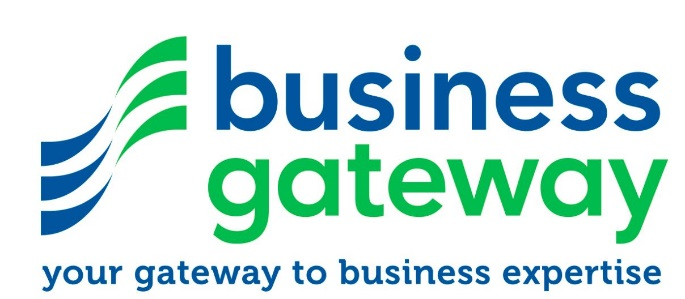 business
gateway
your gateway to business expertise